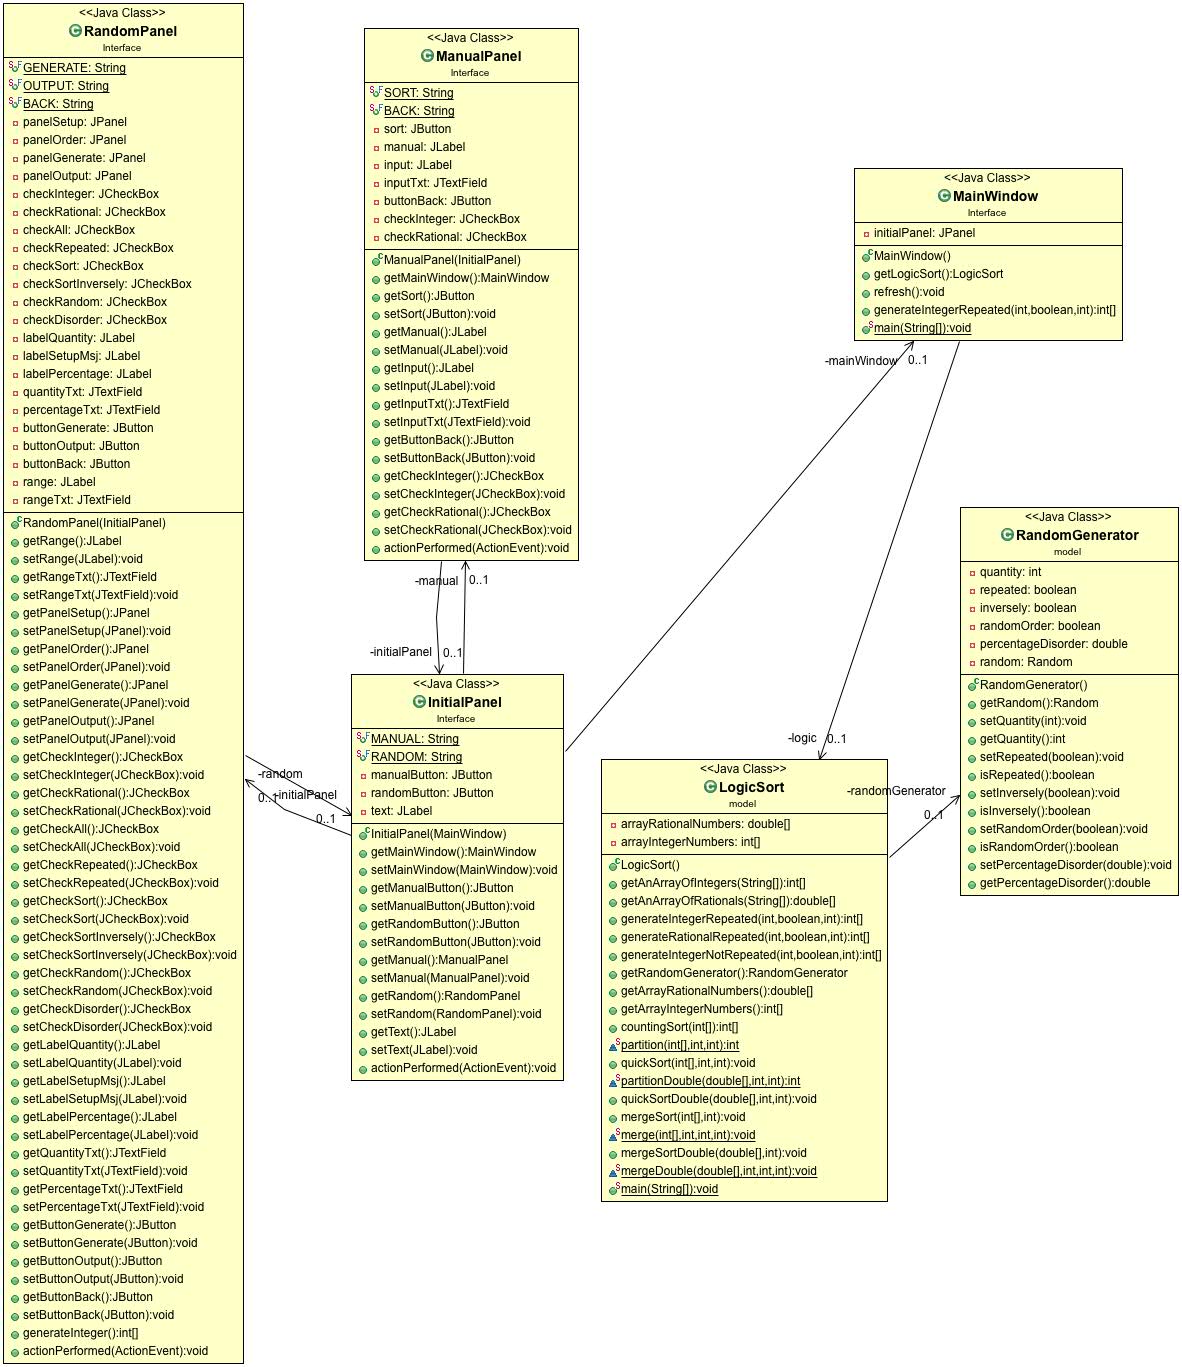 <<Java Class>>
RandomPanel
Interface
GENERATE: String
OUTPUT: String
BACK: String
panelSetup: JPanel
panelOrder: JPanel
panelGenerate: JPanel
panelOutput: JPanel
checkInteger: JCheckBox
checkRational: JCheckBox
checkAll: JCheckBox
checkRepeated: JCheckBox
checkSort: JCheckBox
checkSortInversely: JCheckBox
checkRandom: JCheckBox
checkDisorder: JCheckBox
labelQuantity: JLabel
labelSetupMsj: JLabel
labelPercentage: JLabel
quantityTxt: JTextField
percentageTxt: JTextField
buttonGenerate: JButton
buttonOutput: JButton
buttonBack: JButton
range: JLabel
rangeTxt: JTextField
RandomPanel(InitialPanel)
getRange():JLabel
setRange(JLabel):void
getRangeTxt():JTextField
setRangeTxt(JTextField):void
getPanelSetup():JPanel
setPanelSetup(JPanel):void
getPanelOrder():JPanel
setPanelOrder(JPanel):void
getPanelGenerate():JPanel
setPanelGenerate(JPanel):void
getPanelOutput():JPanel
setPanelOutput(JPanel):void
getCheckInteger():JCheckBox
setCheckInteger(JCheckBox):void
getCheckRational():JCheckBox
setCheckRational(JCheckBox):void
getCheckAll():JCheckBox
setCheckAll(JCheckBox):void
getCheckRepeated():JCheckBox
setCheckRepeated(JCheckBox):void
getCheckSort():JCheckBox
setCheckSort(JCheckBox):void
getCheckSortInversely():JCheckBox
setCheckSortInversely(JCheckBox):void
getCheckRandom():JCheckBox
setCheckRandom(JCheckBox):void
getCheckDisorder():JCheckBox
setCheckDisorder(JCheckBox):void
getLabelQuantity():JLabel
setLabelQuantity(JLabel):void
getLabelSetupMsj():JLabel
setLabelSetupMsj(JLabel):void
getLabelPercentage():JLabel
setLabelPercentage(JLabel):void
getQuantityTxt():JTextField
setQuantityTxt(JTextField):void
getPercentageTxt():JTextField
setPercentageTxt(JTextField):void
getButtonGenerate():JButton
setButtonGenerate(JButton):void
getButtonOutput():JButton
setButtonOutput(JButton):void
getButtonBack():JButton
setButtonBack(JButton):void
generateInteger():int[]
actionPerformed(ActionEvent):void
<<Java Class>>
ManualPanel
Interface
SORT: String
BACK: String
sort: JButton
manual: JLabel
input: JLabel
inputTxt: JTextField
buttonBack: JButton
checkInteger: JCheckBox
checkRational: JCheckBox
ManualPanel(InitialPanel)
getMainWindow():MainWindow
getSort():JButton
setSort(JButton):void
getManual():JLabel
setManual(JLabel):void
getInput():JLabel
setInput(JLabel):void
getInputTxt():JTextField
setInputTxt(JTextField):void
getButtonBack():JButton
setButtonBack(JButton):void
getCheckInteger():JCheckBox
setCheckInteger(JCheckBox):void
getCheckRational():JCheckBox
setCheckRational(JCheckBox):void
actionPerformed(ActionEvent):void
-manual
0..1
-initialPanel
0..1
-random
0..1
-initialPanel
0..1
<<Java Class>>
InitialPanel
Interface
MANUAL: String
RANDOM: String
manualButton: JButton
randomButton: JButton
text: JLabel
InitialPanel(MainWindow)
getMainWindow():MainWindow
setMainWindow(MainWindow):void
getManualButton():JButton
setManualButton(JButton):void
getRandomButton():JButton
setRandomButton(JButton):void
getManual():ManualPanel
setManual(ManualPanel):void
getRandom():RandomPanel
setRandom(RandomPanel):void
getText():JLabel
setText(JLabel):void
actionPerformed(ActionEvent):void
<<Java Class>>
MainWindow
Interface
initialPanel: JPanel
MainWindow()
getLogicSort():LogicSort
refresh():void
generateIntegerRepeated(int,boolean,int):int[]
main(String[]):void
-mainWindow
0..1
-logic
0..1
<<Java Class>>
LogicSort
model
arrayRationalNumbers: double[]
arrayIntegerNumbers: int[]
LogicSort()
getAnArrayOfIntegers(String[]):int[]
getAnArrayOfRationals(String[]):double[]
generateIntegerRepeated(int,boolean,int):int[]
generateRationalRepeated(int,boolean,int):int[]
generateIntegerNotRepeated(int,boolean,int):int[]
getRandomGenerator():RandomGenerator
getArrayRationalNumbers():double[]
getArrayIntegerNumbers():int[]
countingSort(int[]):int[]
partition(int[],int,int):int
quickSort(int[],int,int):void
partitionDouble(double[],int,int):int
quickSortDouble(double[],int,int):void
mergeSort(int[],int):void
merge(int[],int,int,int):void
mergeSortDouble(double[],int):void
mergeDouble(double[],int,int,int):void
main(String[]):void
-randomGenerator
0..1
<<Java Class>>
RandomGenerator
model
quantity: int
repeated: boolean
inversely: boolean
randomOrder: boolean
percentageDisorder: double
random: Random
RandomGenerator()
getRandom():Random
setQuantity(int):void
getQuantity():int
setRepeated(boolean):void
isRepeated():boolean
setInversely(boolean):void
isInversely():boolean
setRandomOrder(boolean):void
isRandomOrder():boolean
setPercentageDisorder(double):void
getPercentageDisorder():double